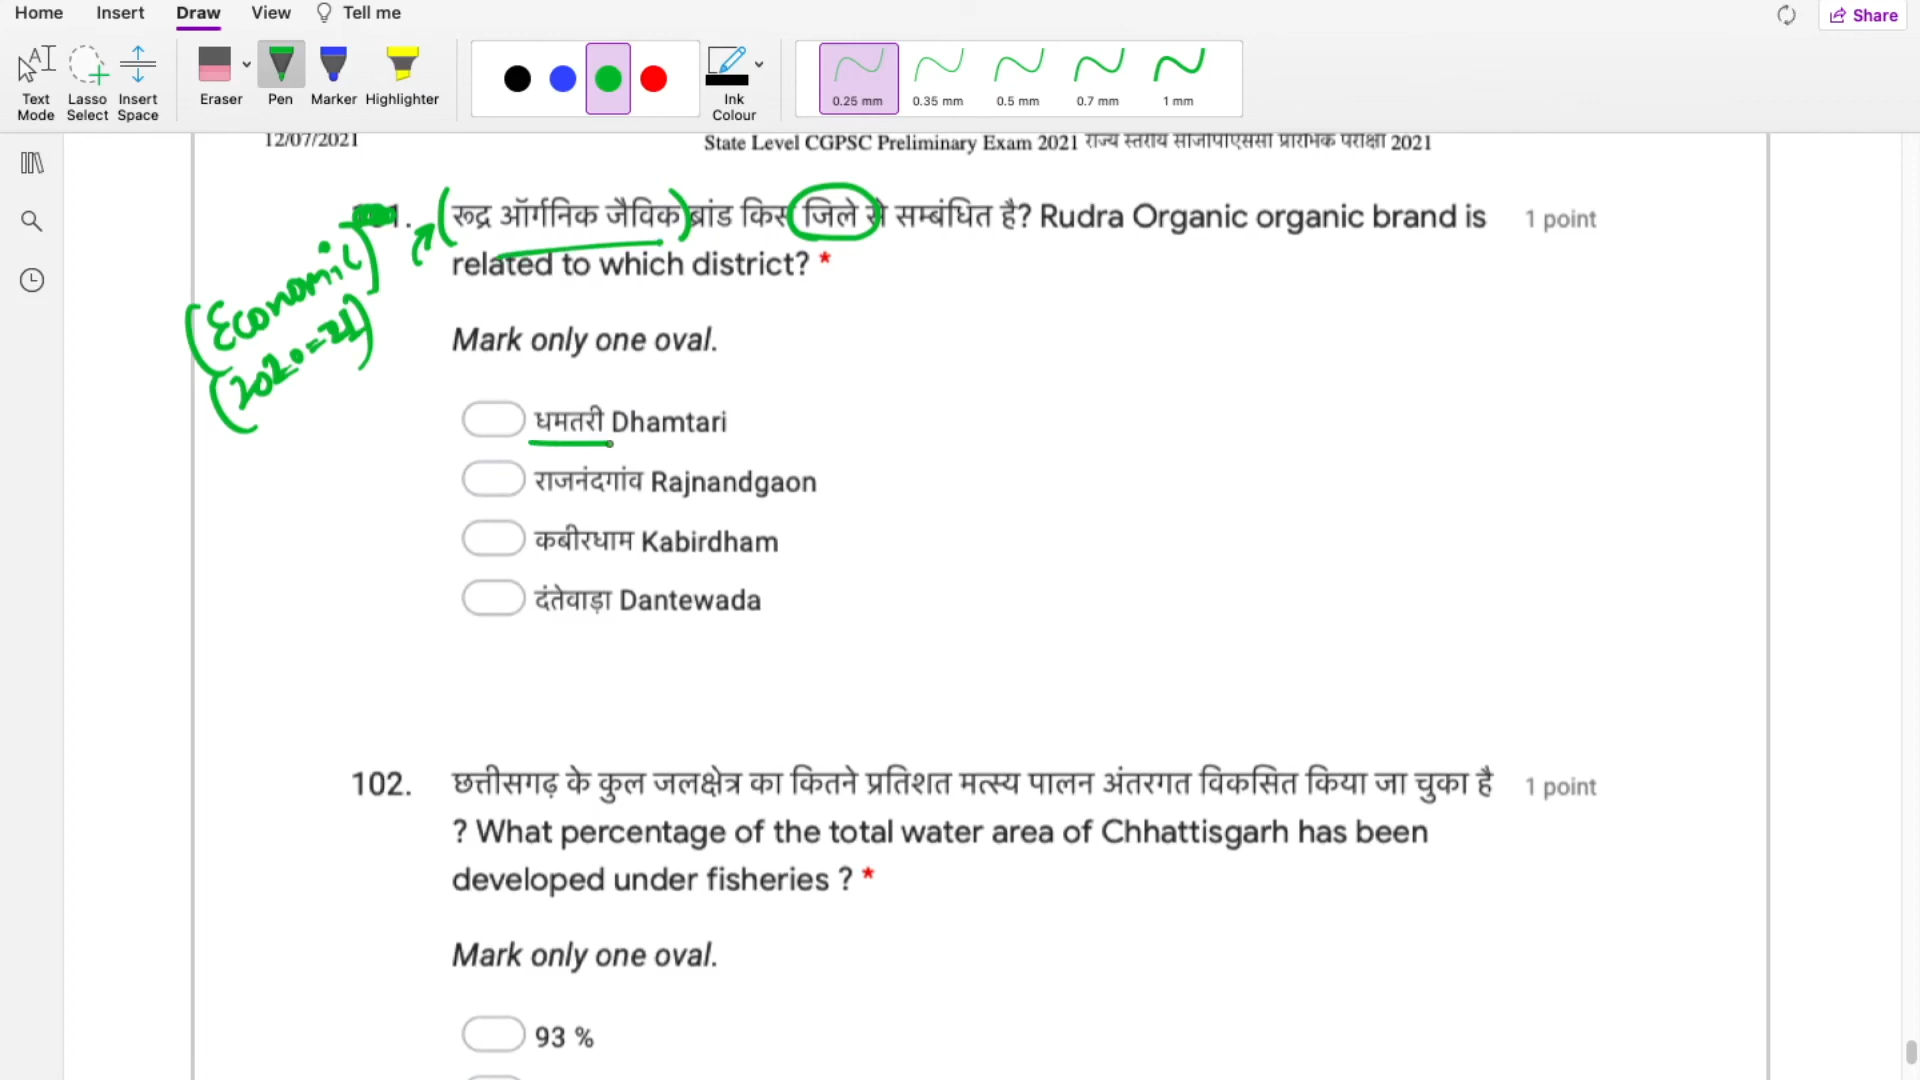 Home Insert Draw View Tell me
Share
Text Mode
Lasso Select
Insert Space
Eraser
Pen
Marker
Highlighter
Ink Colour
0.25 mm
0.35 mm
0.5 mm
0.7 mm
1 mm
12/07/2021
State Level CGPSC Preliminary Exam 2021 राज्य स्तरीय सीजीपीएससी प्रारंभिक परीक्षा 2021
1. रूद्र ऑर्गनिक जैविक ब्रांड किस जिले से सम्बंधित है? Rudra Organic organic brand is 1 point
related to which district? *
(Economic)
(2020=21)
Mark only one oval.
धमतरी Dhamtari
राजनंदगांव Rajnandgaon
कबीरधाम Kabirdham
दंतेवाड़ा Dantewada
102. छत्तीसगढ़ के कुल जलक्षेत्र का कितने प्रतिशत मत्स्य पालन अंतरगत विकसित किया जा चुका है 1 point
? What percentage of the total water area of Chhattisgarh has been
developed under fisheries ? *
Mark only one oval.
93 %